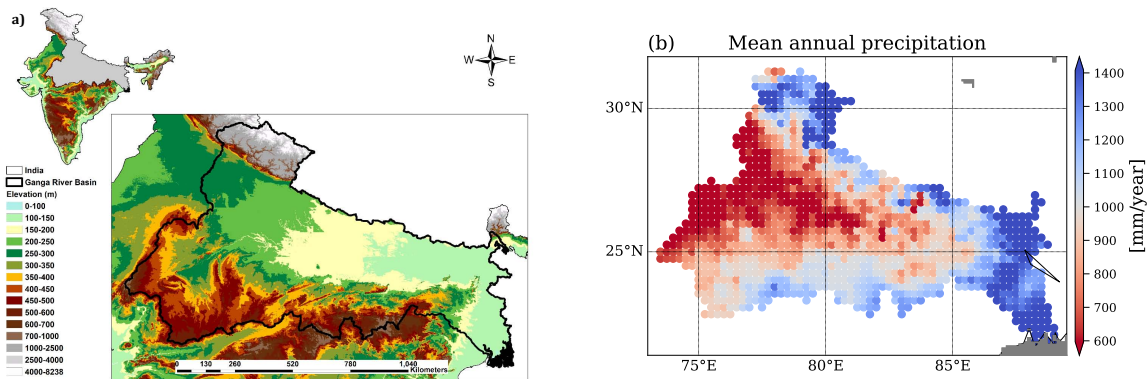 a)
N
W E
S
India
Ganga River Basin
Elevation (m)
0-100
100-150
150-200
200-250
250-300
300-350
350-400
400-450
450-500
500-600
600-700
700-1000
1000-2500
2500-4000
4000-8238
0 130 260 520 780 1,040
Kilometers
(b) Mean annual precipitation
30°N
25°N
75°E 80°E 85°E
1400
1300
1200
1100
1000
900
800
700
600
[mm/year]